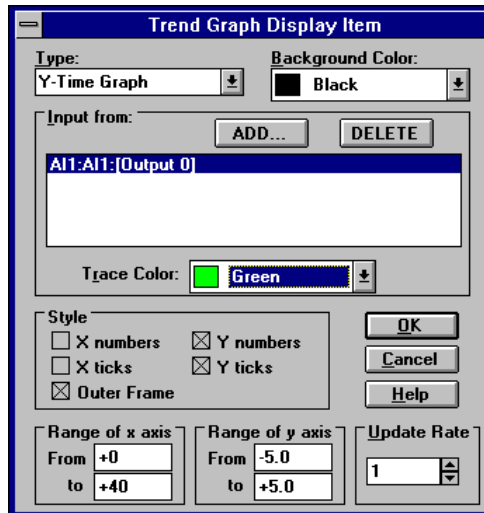 Trend Graph Display Item
Type:
Background Color:
Y-Time Graph
Black
Input from:
ADD...
DELETE
AI1:AI1:[Output 0]
Trace Color:
Green
Style
X numbers
Y numbers
X ticks
Y ticks
Outer Frame
OK
Cancel
Help
Range of x axis
From +0
to +40
Range of y axis
From -5.0
to +5.0
Update Rate
1